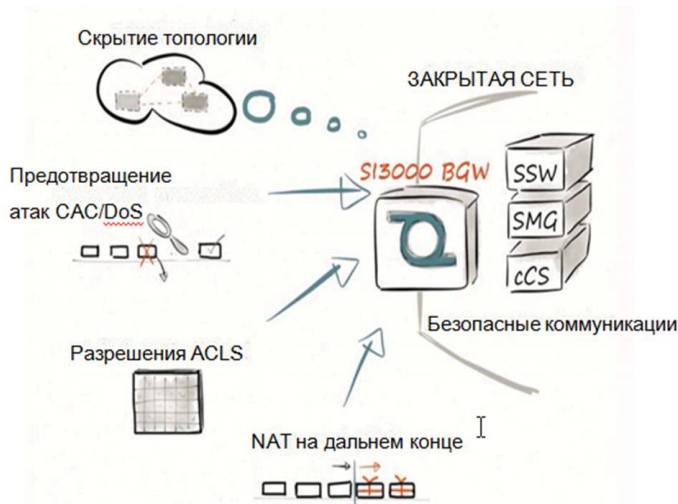 Скрытие топологии
ЗАКРЫТАЯ СЕТЬ
SI3000 BGW
SSW
SMG
cCS
Предотвращение
атак CAC/DoS
Безопасные коммуникации
Разрешения ACLS
NAT на дальнем конце